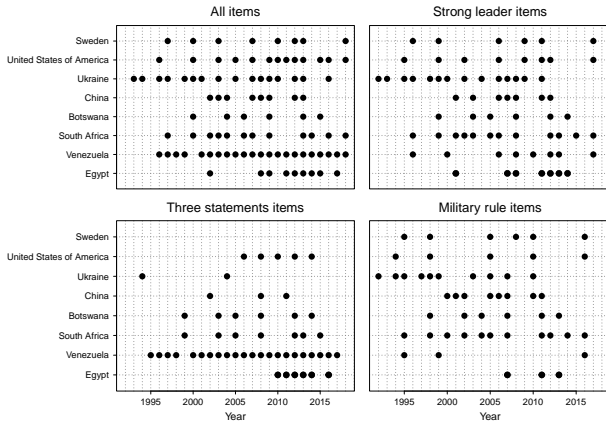 All items
Strong leader items
Sweden
United States of America
Ukraine
China
Botswana
South Africa
Venezuela
Egypt
Three statements items
Military rule items
Sweden
United States of America
Ukraine
China
Botswana
South Africa
Venezuela
Egypt
1995 2000 2005 2010 2015
1995 2000 2005 2010 2015
Year
Year